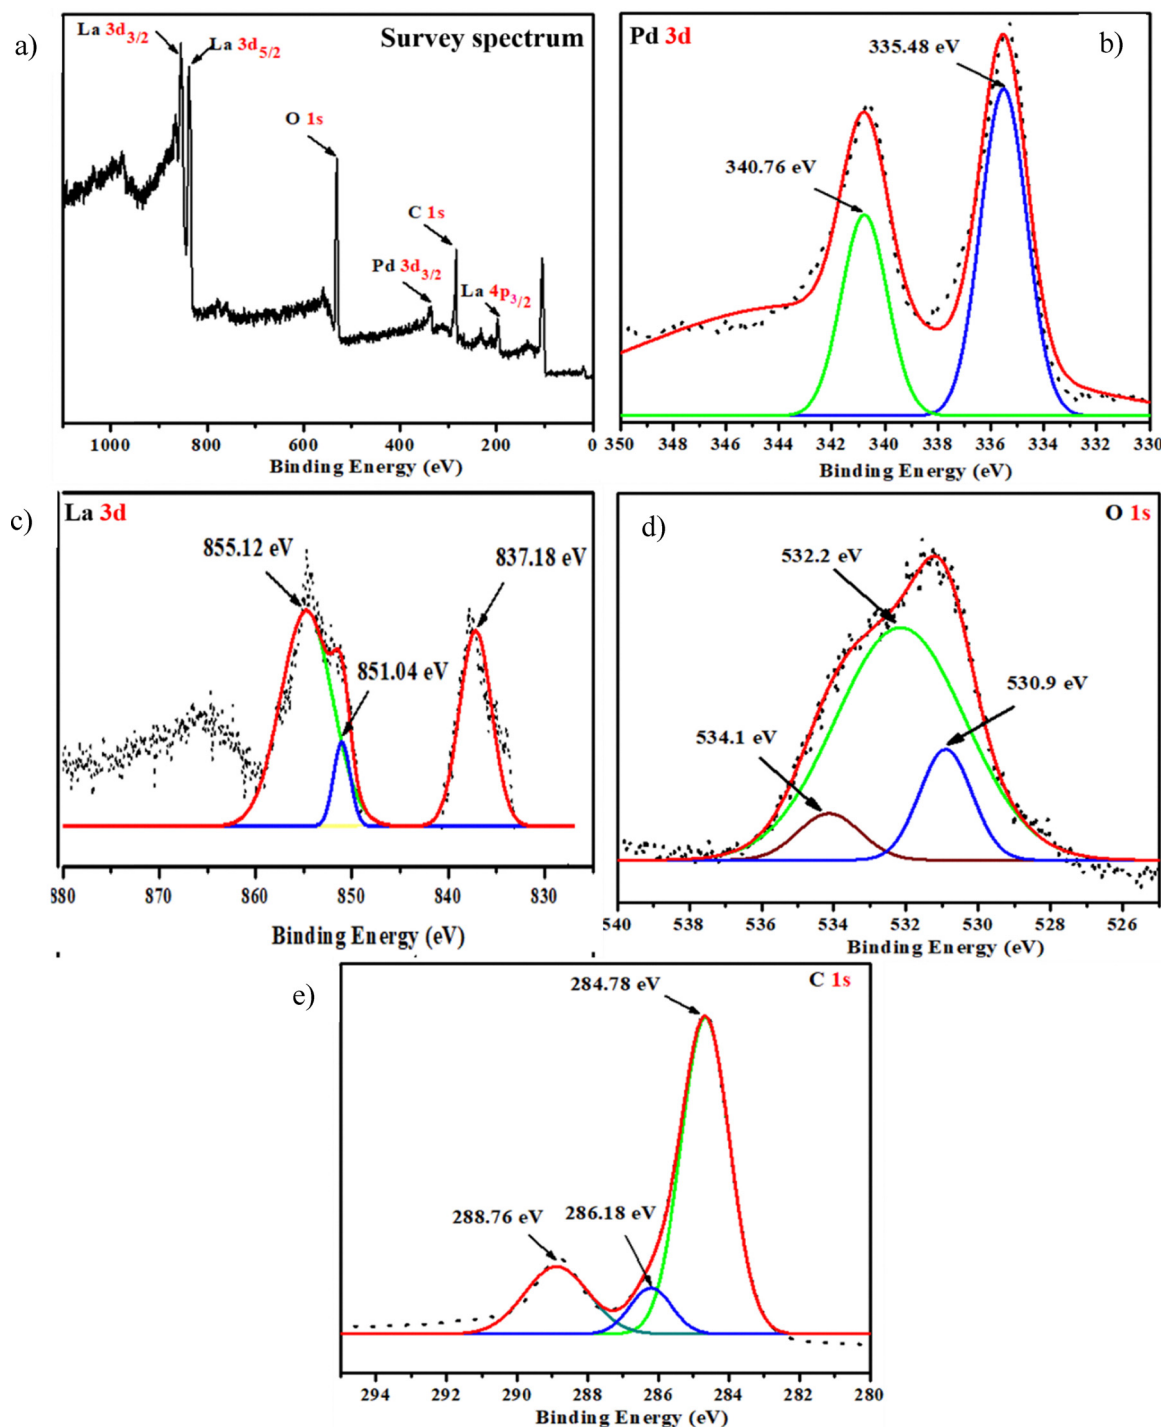 a)
La 3d3/2
La 3d5/2
Survey spectrum
O 1s
C 1s
Pd 3d3/2
La 4p3/2
1000 800 600 400 200 0
Binding Energy (eV)
Pd 3d
b)
335.48 eV
340.76 eV
350 348 346 344 342 340 338 336 334 332 330
Binding Energy (eV)
c)
La 3d
855.12 eV
837.18 eV
851.04 eV
880 870 860 850 840 830
Binding Energy (eV)
d)
O 1s
532.2 eV
530.9 eV
534.1 eV
540 538 536 534 532 530 528 526
Binding Energy (eV)
e)
C 1s
284.78 eV
288.76 eV
286.18 eV
294 292 290 288 286 284 282 280
Binding Energy (eV)